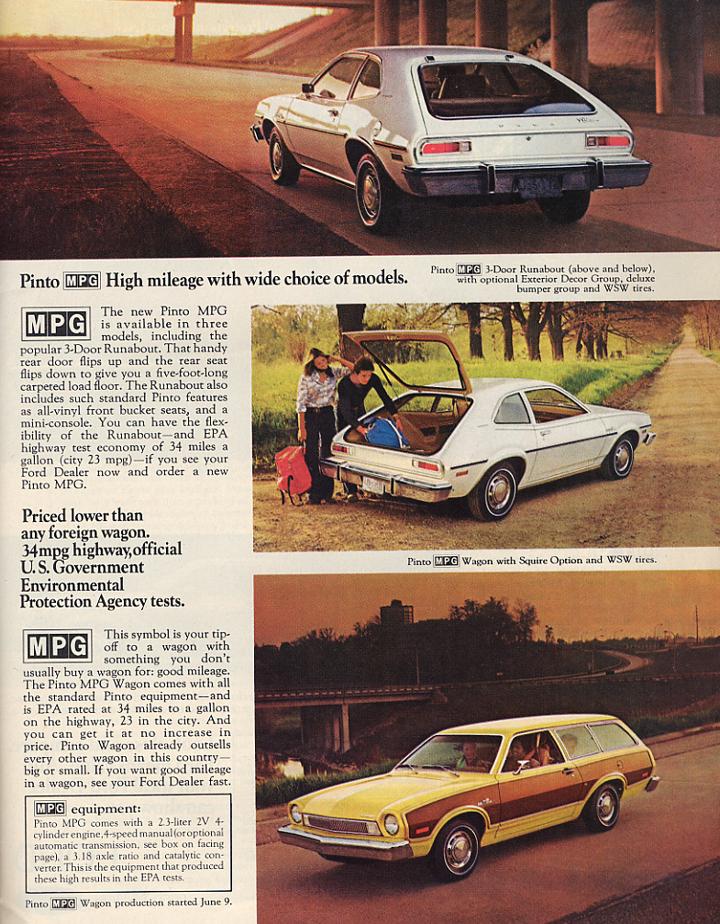 Pinto MPG High mileage with wide choice of models.
Pinto MPG 3-Door Runabout (above and below),
with optional Exterior Decor Group, deluxe
bumper group and WSW tires.
MPG
The new Pinto MPG
is available in three
models, including the
popular 3-Door Runabout. That handy
rear door flips up and the rear seat
flips down to give you a five-foot-long
carpeted load floor. The Runabout also
includes such standard Pinto features
as all-vinyl front bucket seats, and a
mini-console. You can have the flex-
ibility of the Runabout—and EPA
highway test economy of 34 miles a
gallon (city 23 mpg)—if you see your
Ford Dealer now and order a new
Pinto MPG.
Priced lower than
any foreign wagon.
34mpg highway, official
U.S. Government
Environmental
Protection Agency tests.
Pinto MPG Wagon with Squire Option and WSW tires.
MPG
This symbol is your tip-
off to a wagon with
something you don't
usually buy a wagon for: good mileage.
The Pinto MPG Wagon comes with all
the standard Pinto equipment—and
is EPA rated at 34 miles to a gallon
on the highway, 23 in the city. And
you can get it at no increase in
price. Pinto Wagon already outsells
every other wagon in this country—
big or small. If you want good mileage
in a wagon, see your Ford Dealer fast.
MPG equipment:
Pinto MPG comes with a 2.3-liter 2V 4-
cylinder engine, 4-speed manual (or optional
automatic transmission, see box on facing
page), a 3.18 axle ratio and catalytic con-
verter. This is the equipment that produced
these high results in the EPA tests.
Pinto MPG Wagon production started June 9.